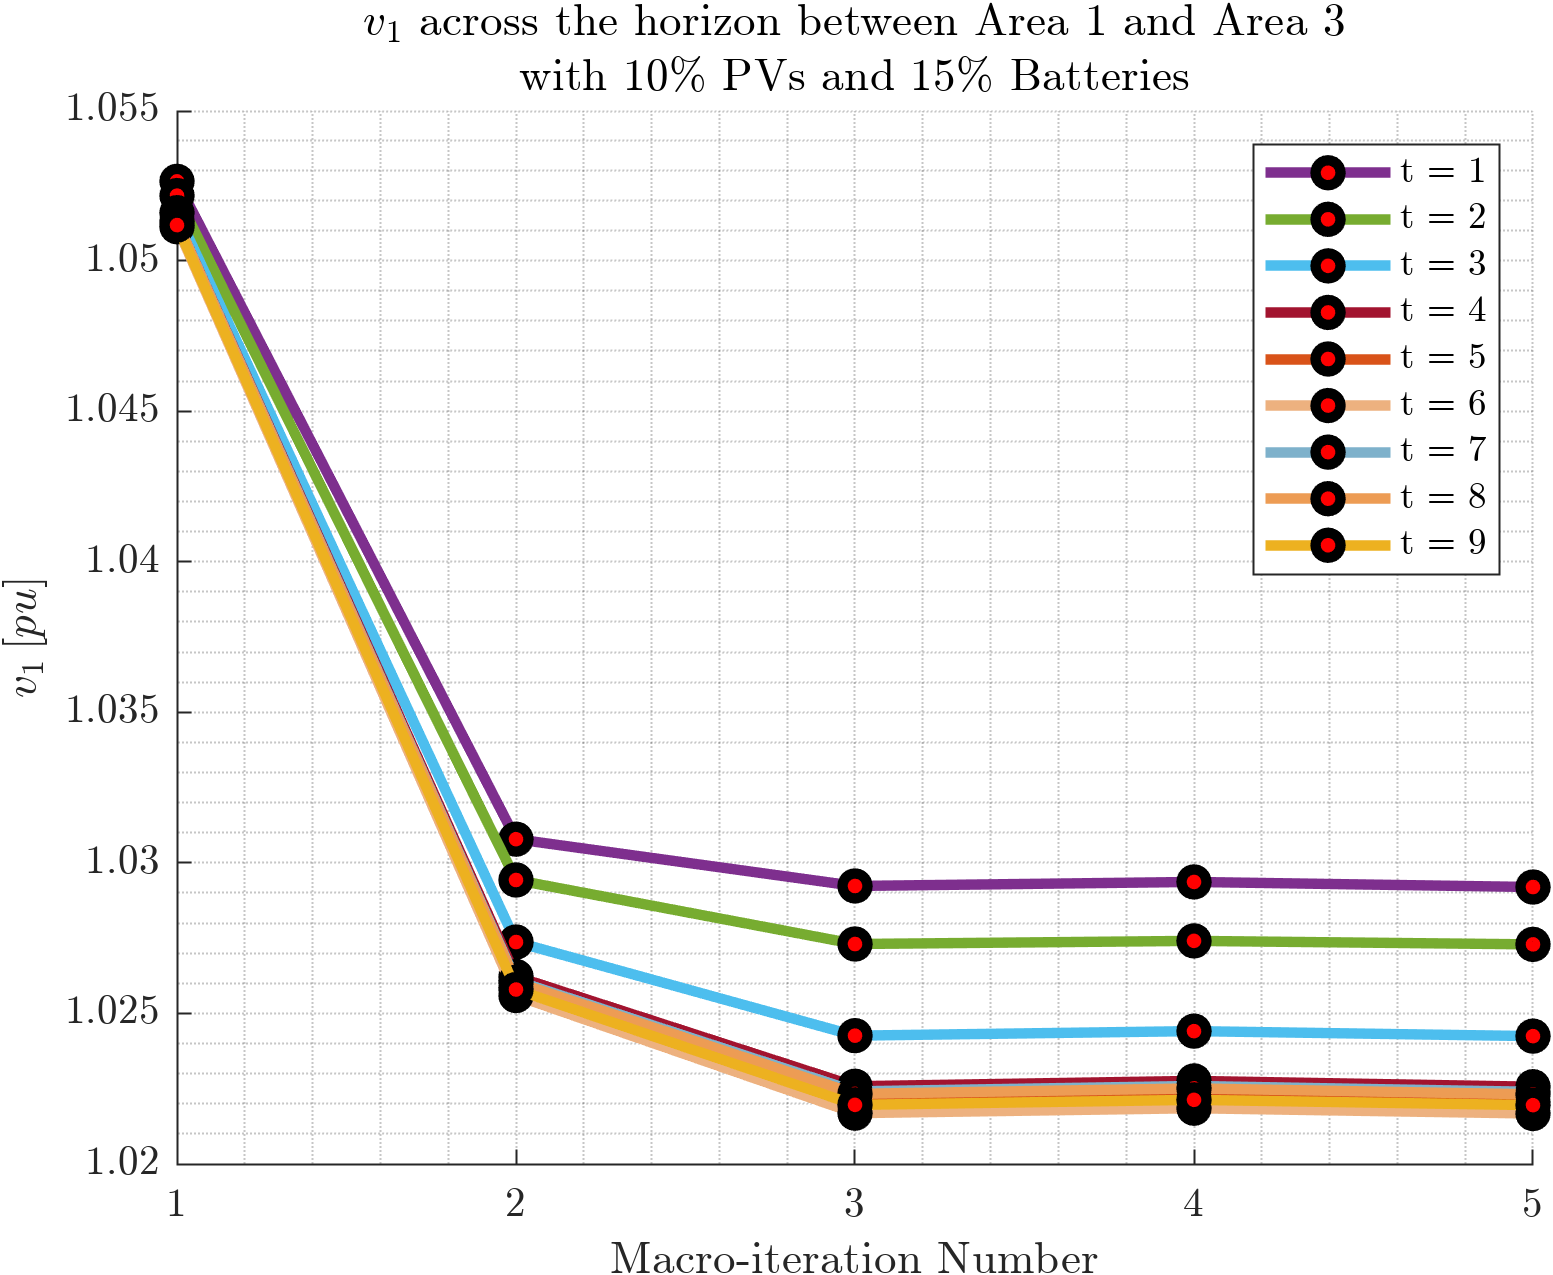 v₁ across the horizon between Area 1 and Area 3
with 10% PVs and 15% Batteries
1.055
1.05
1.045
1.04
1.035
1.03
1.025
1.02
v₁ [pu]
t = 1
t = 2
t = 3
t = 4
t = 5
t = 6
t = 7
t = 8
t = 9
1 2 3 4 5
Macro-iteration Number